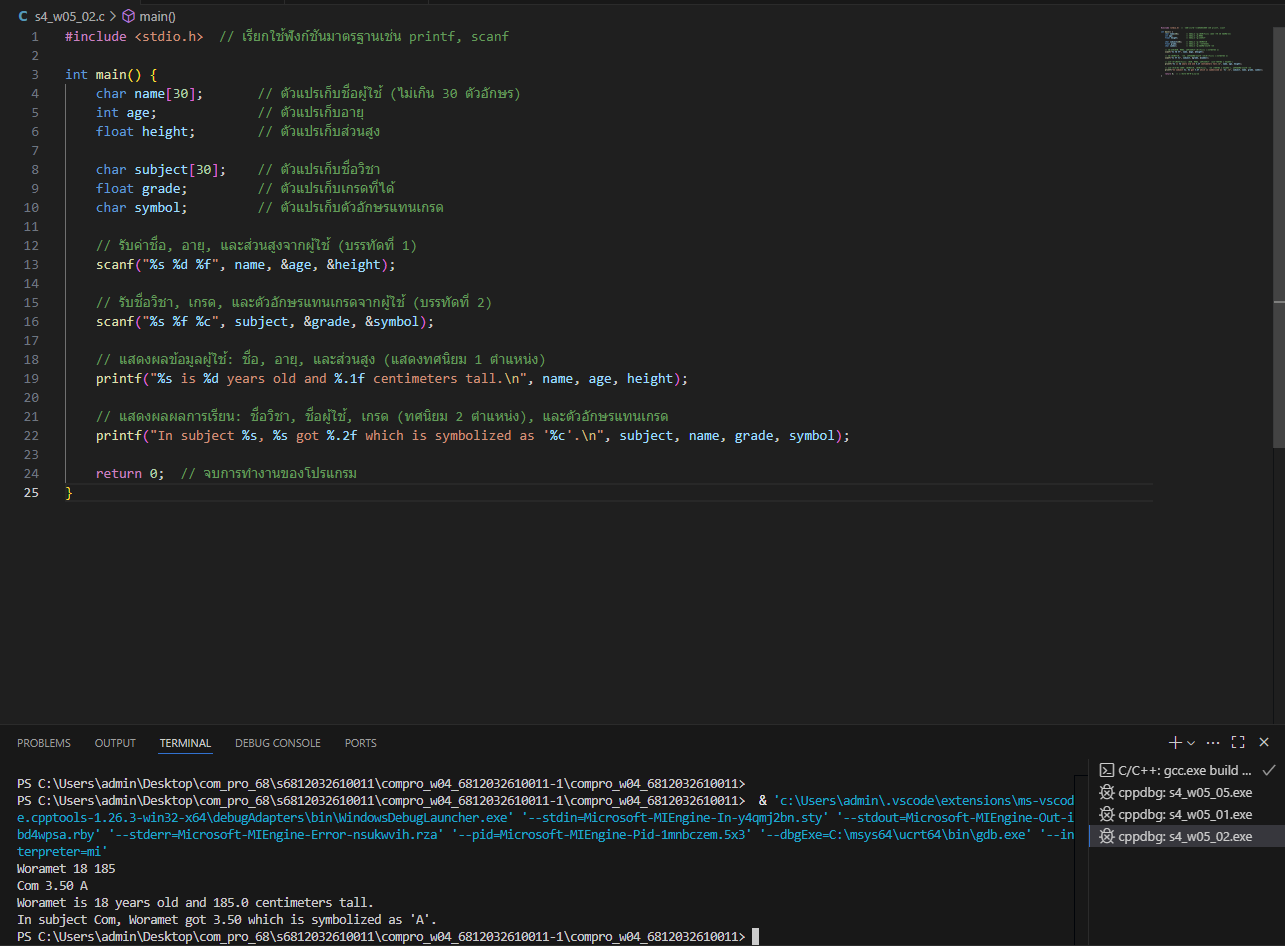 C s4_w05_02.c > main()
1 #include <stdio.h>  // เรียกใช้ฟังก์ชันมาตรฐานเช่น printf, scanf
2
3 int main() {
4     char name[30];       // ตัวแปรเก็บชื่อผู้ใช้ (ไม่เกิน 30 ตัวอักษร)
5     int age;             // ตัวแปรเก็บอายุ
6     float height;        // ตัวแปรเก็บส่วนสูง
7
8     char subject[30];    // ตัวแปรเก็บชื่อวิชา
9     float grade;         // ตัวแปรเก็บเกรดที่ได้
10     char symbol;         // ตัวแปรเก็บตัวอักษรแทนเกรด
11
12     // รับค่าชื่อ, อายุ, และส่วนสูงจากผู้ใช้ (บรรทัดที่ 1)
13     scanf("%s %d %f", name, &age, &height);
14
15     // รับชื่อวิชา, เกรด, และตัวอักษรแทนเกรดจากผู้ใช้ (บรรทัดที่ 2)
16     scanf("%s %f %c", subject, &grade, &symbol);
17
18     // แสดงผลข้อมูลผู้ใช้: ชื่อ, อายุ, และส่วนสูง (แสดงทศนิยม 1 ตำแหน่ง)
19     printf("%s is %d years old and %.1f centimeters tall.\n", name, age, height);
20
21     // แสดงผลผลการเรียน: ชื่อวิชา, ชื่อผู้ใช้, เกรด (ทศนิยม 2 ตำแหน่ง), และตัวอักษรแทนเกรด
22     printf("In subject %s, %s got %.2f which is symbolized as '%c'.\n", subject, name, grade, symbol);
23
24     return 0;  // จบการทำงานของโปรแกรม
25 }
PROBLEMS OUTPUT TERMINAL DEBUG CONSOLE PORTS
PS C:\Users\admin\Desktop\com_pro_68\s6812032610011\compro_w04_6812032610011-1\compro_w04_6812032610011>
PS C:\Users\admin\Desktop\com_pro_68\s6812032610011\compro_w04_6812032610011-1\compro_w04_6812032610011>  & 'c:\Users\admin\.vscode\extensions\ms-vscod
e.cpptools-1.26.3-win32-x64\debugAdapters\bin\WindowsDebugLauncher.exe' '--stdin=Microsoft-MIEngine-In-y4qmj2bn.sty' '--stdout=Microsoft-MIEngine-Out-i
bd4wpsa.rby' '--stderr=Microsoft-MIEngine-Error-nsukwvih.rza' '--pid=Microsoft-MIEngine-Pid-1mnbczem.5x3' '--dbgExe=C:\msys64\ucrt64\bin\gdb.exe' '--in
terpreter=mi'
Woramet 18 185
Com 3.50 A
Woramet is 18 years old and 185.0 centimeters tall.
In subject Com, Woramet got 3.50 which is symbolized as 'A'.
PS C:\Users\admin\Desktop\com_pro_68\s6812032610011\compro_w04_6812032610011-1\compro_w04_6812032610011>
C/C++: gcc.exe build ...
cppdbg: s4_w05_05.exe
cppdbg: s4_w05_01.exe
cppdbg: s4_w05_02.exe